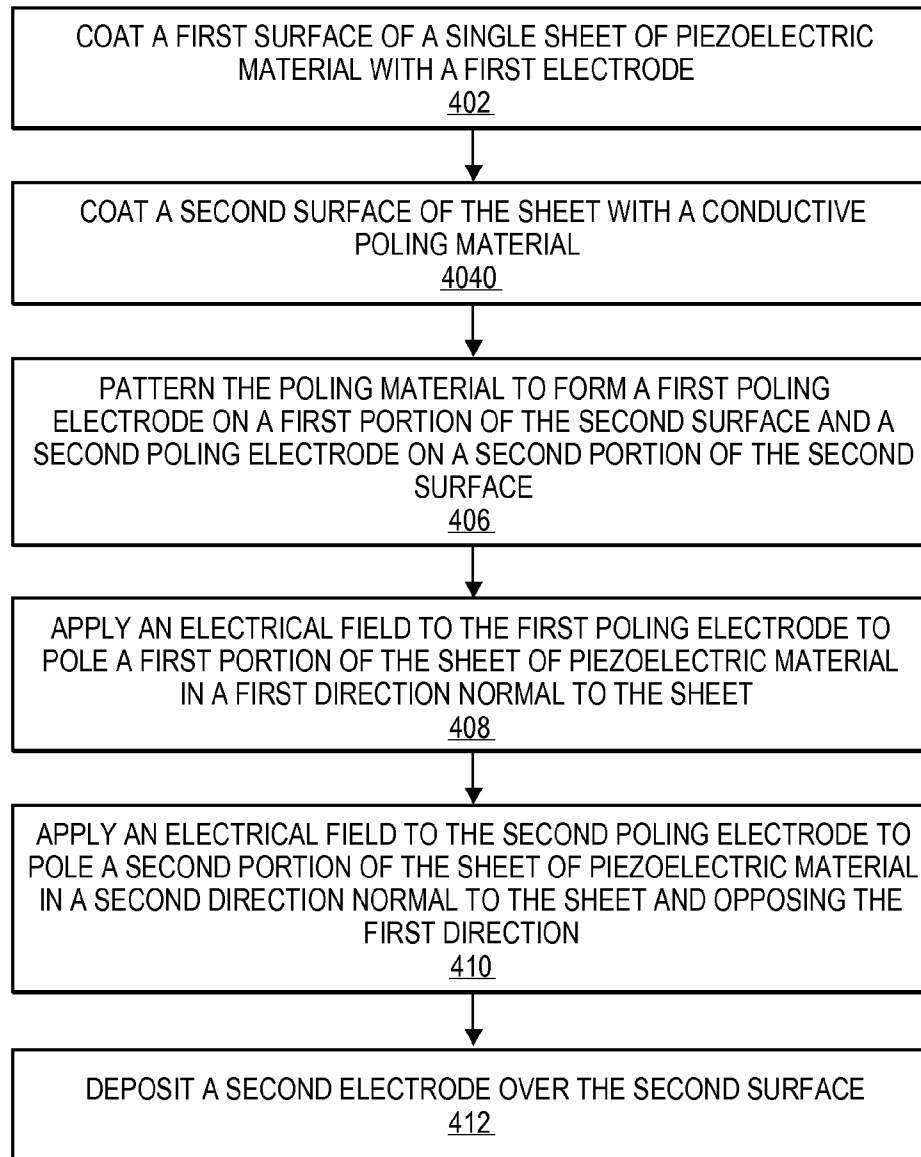 COAT A FIRST SURFACE OF A SINGLE SHEET OF PIEZOELECTRIC
MATERIAL WITH A FIRST ELECTRODE
402
COAT A SECOND SURFACE OF THE SHEET WITH A CONDUCTIVE
POLING MATERIAL
4040
PATTERN THE POLING MATERIAL TO FORM A FIRST POLING
ELECTRODE ON A FIRST PORTION OF THE SECOND SURFACE AND A
SECOND POLING ELECTRODE ON A SECOND PORTION OF THE SECOND
SURFACE
406
APPLY AN ELECTRICAL FIELD TO THE FIRST POLING ELECTRODE TO
POLE A FIRST PORTION OF THE SHEET OF PIEZOELECTRIC MATERIAL
IN A FIRST DIRECTION NORMAL TO THE SHEET
408
APPLY AN ELECTRICAL FIELD TO THE SECOND POLING ELECTRODE TO
POLE A SECOND PORTION OF THE SHEET OF PIEZOELECTRIC MATERIAL
IN A SECOND DIRECTION NORMAL TO THE SHEET AND OPPOSING THE
FIRST DIRECTION
410
DEPOSIT A SECOND ELECTRODE OVER THE SECOND SURFACE
412